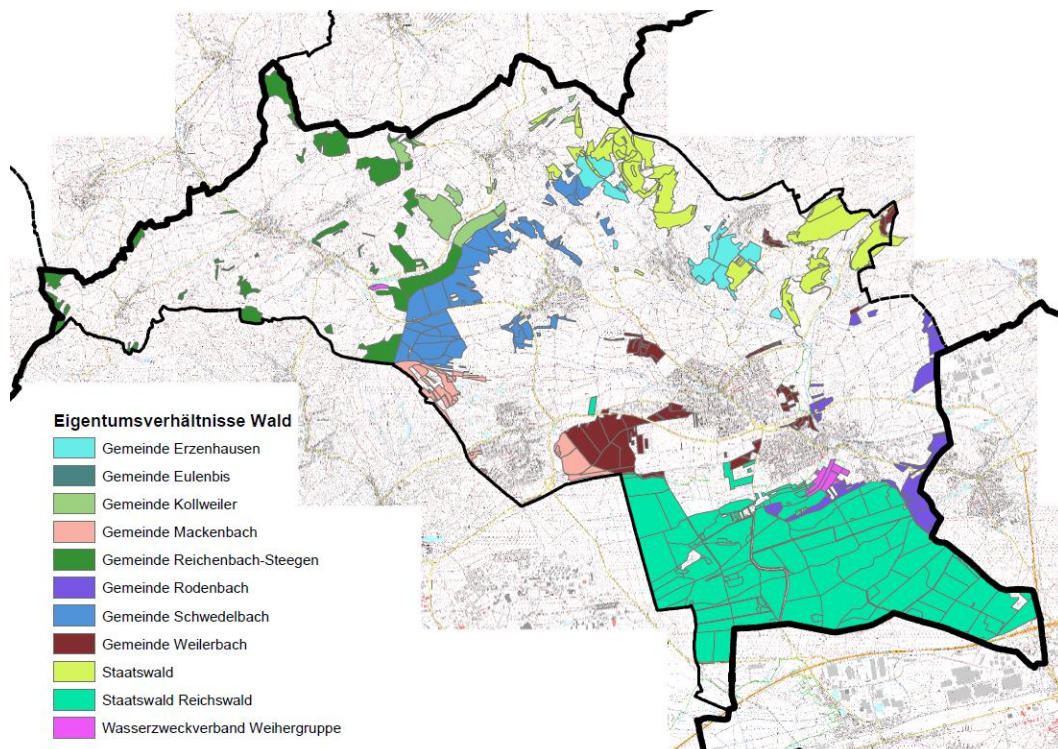 Eigentumsverhältnisse Wald
Gemeinde Erzenhausen
Gemeinde Eulenbis
Gemeinde Kollweiler
Gemeinde Mackenbach
Gemeinde Reichenbach-Steegen
Gemeinde Rodenbach
Gemeinde Schwedelbach
Gemeinde Weilerbach
Staatswald
Staatswald Reichswald
Wasserzweckverband Weihergruppe